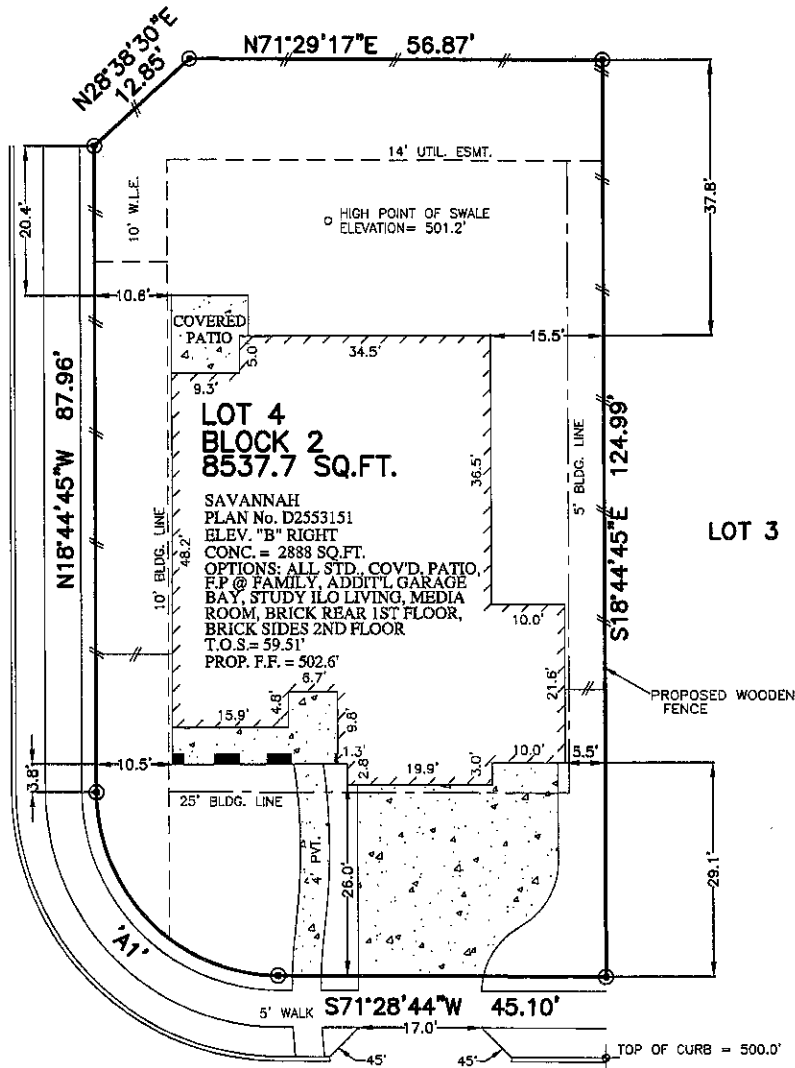 N28°38'30"E
12.85'
N71°29'17"E 56.87'
14' UTIL. ESMT.
10' W.L.E.
20.4'
HIGH POINT OF SWALE
ELEVATION= 501.2'
37.8'
10.6'
COVERED
PATIO
5.0'
34.5'
15.5'
9.3'
N18°44'45"W 87.96'
10' BLDG. LINE
48.2'
LOT 4
BLOCK 2
8537.7 SQ.FT.
36.5'
5' BLDG. LINE
S18°44'45"E 124.99'
LOT 3
SAVANNAH
PLAN No. D2553151
ELEV. "B" RIGHT
CONC. = 2888 SQ.FT.
OPTIONS: ALL STD., COV'D. PATIO,
F.P @ FAMILY, ADDIT'L GARAGE
BAY, STUDY ILO LIVING, MEDIA
ROOM, BRICK REAR 1ST FLOOR,
BRICK SIDES 2ND FLOOR
T.O.S.= 59.51'
PROP. F.F. = 502.6'
10.0'
21.6'
PROPOSED WOODEN
FENCE
6.7'
4.8'
15.9'
9.8'
3.8'
10.5'
1.3'
2.8'
19.9'
3.0'
10.0'
5.5'
25' BLDG. LINE
4' PVT.
26.0'
29.1'
'A1'
5' WALK
S71°28'44"W 45.10'
17.0'
45'
45'
TOP OF CURB = 500.0'